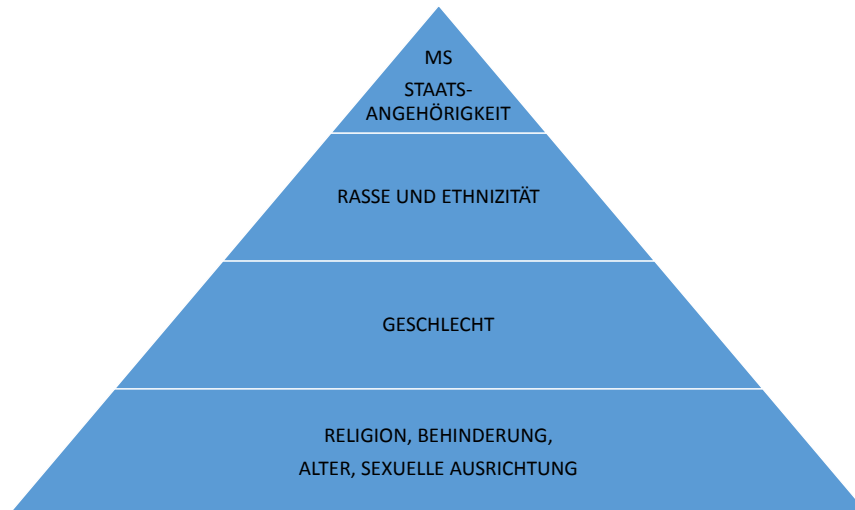 MS
STAATS-
ANGEHÖRIGKEIT
RASSE UND ETHNIZITÄT
GESCHLECHT
RELIGION, BEHINDERUNG,
ALTER, SEXUELLE AUSRICHTUNG